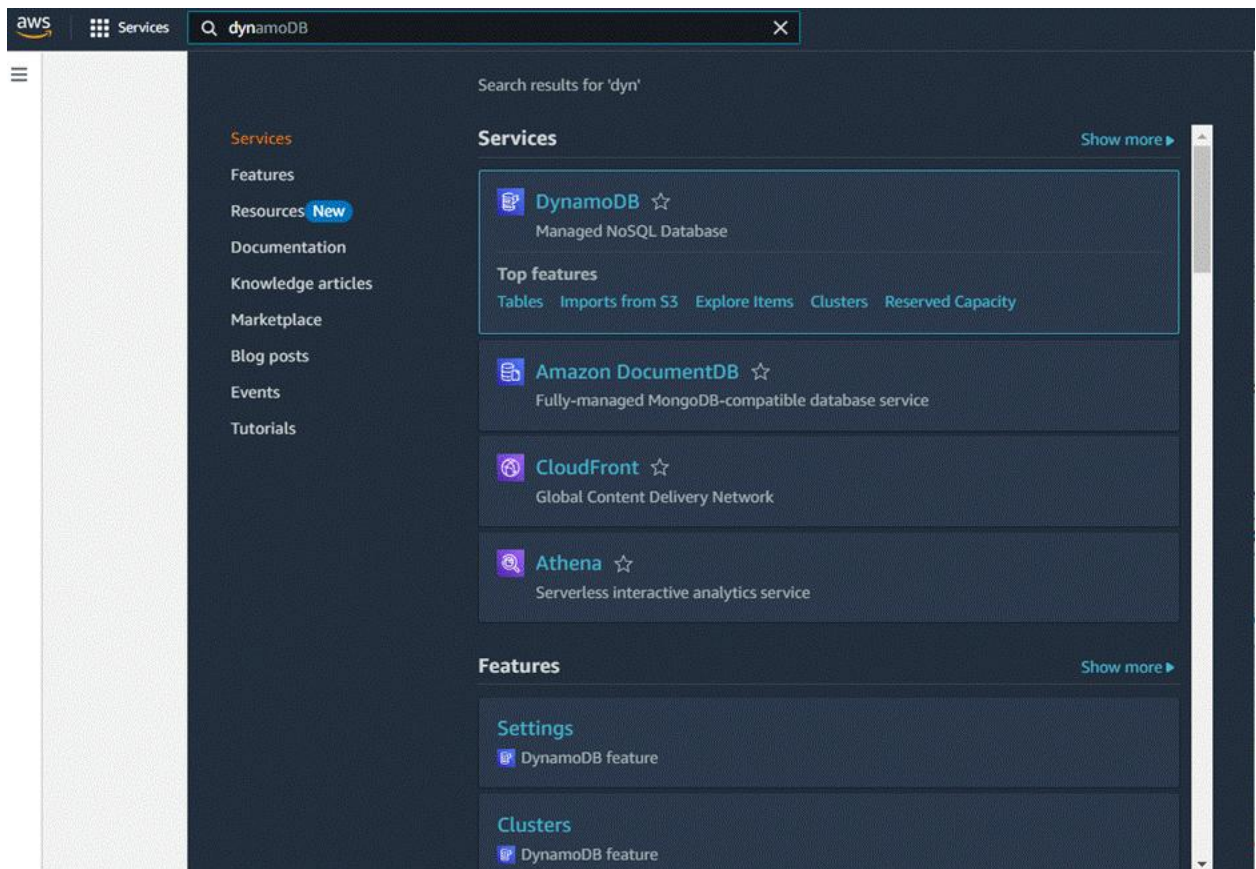 aws
Services
dynamoDB
Search results for 'dyn'
Services
Features
Resources New
Documentation
Knowledge articles
Marketplace
Blog posts
Events
Tutorials
Services
Show more
DynamoDB
Managed NoSQL Database
Top features
Tables Imports from S3 Explore Items Clusters Reserved Capacity
Amazon DocumentDB
Fully-managed MongoDB-compatible database service
CloudFront
Global Content Delivery Network
Athena
Serverless interactive analytics service
Features
Show more
Settings
DynamoDB feature
Clusters
DynamoDB feature